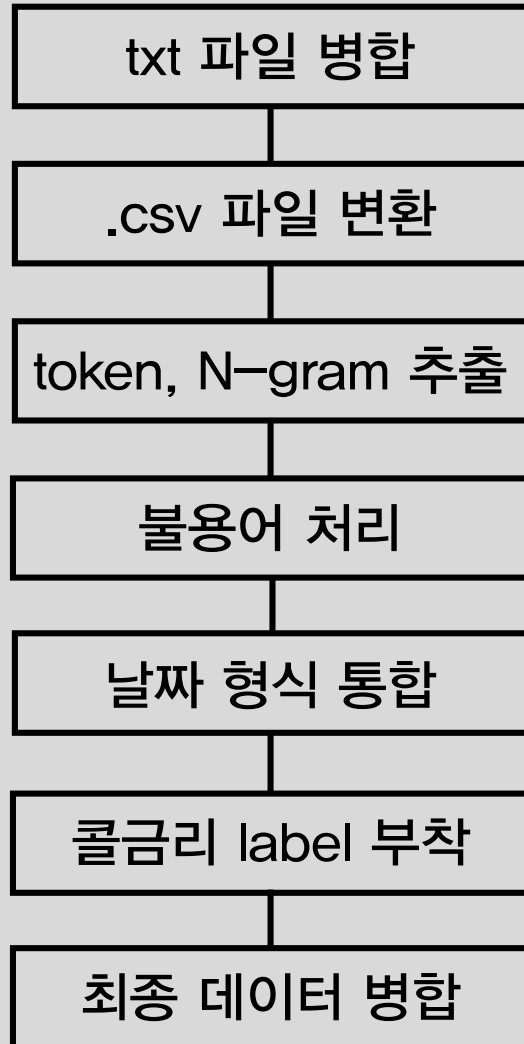 txt 파일 병합
.csv 파일 변환
token, N-gram 추출
불용어 처리
날짜 형식 통합
콜금리 label 부착
최종 데이터 병합